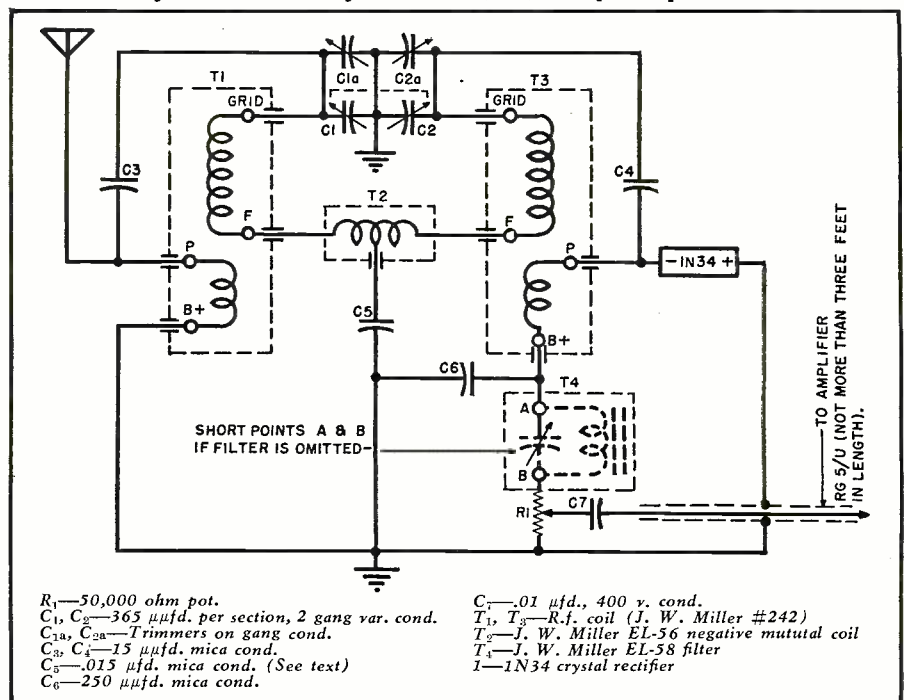 C1a
C2a
T1
T3
GRID
GRID
C1
C2
C3
C4
T2
F
F
P
P
-1N34+
B+
C5
B+
C6
T4
A
SHORT POINTS A & B
IF FILTER IS OMITTED
B
R1
C7
TO AMPLIFIER
RG 5/U (NOT MORE THAN THREE FEET
IN LENGTH).
R₁—50,000 ohm pot.
C₁, C₂—365 μμfd. per section, 2 gang var. cond.
C₁ₐ, C₂ₐ—Trimmers on gang cond.
C₃, C₄—15 μμfd. mica cond.
C₅—.015 μfd. mica cond. (See text)
C₆—250 μμfd. mica cond.
C₇—.01 μfd., 400 v. cond.
T₁, T₃—R.f. coil (J. W. Miller #242)
T₂—J. W. Miller EL-56 negative mututal coil
T₄—J. W. Miller EL-58 filter
1—1N34 crystal rectifier